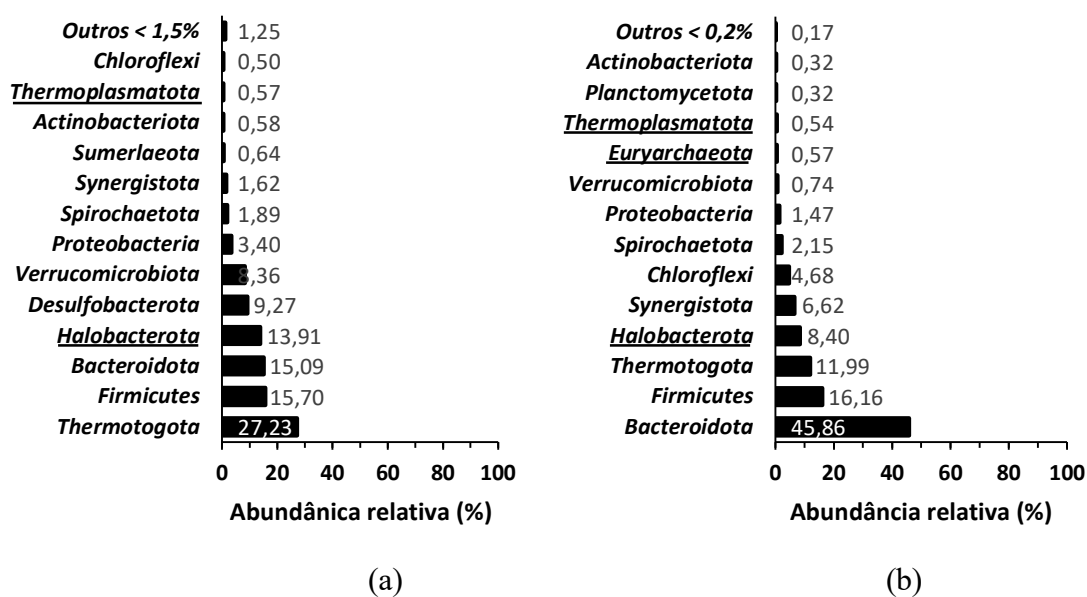 Outros < 1,5% 1,25
Chloroflexi 0,50
Thermoplasmatota 0,57
Actinobacteriota 0,58
Sumerlaeota 0,64
Synergistota 1,62
Spirochaetota 1,89
Proteobacteria 3,40
Verrucomicrobiota 8,36
Desulfobacterota 9,27
Halobacterota 13,91
Bacteroidota 15,09
Firmicutes 15,70
Thermotogota 27,23
0 20 40 60 80 100
Abundânica relativa (%)
(a)
Outros < 0,2% 0,17
Actinobacteriota 0,32
Planctomycetota 0,32
Thermoplasmatota 0,54
Euryarchaeota 0,57
Verrucomicrobiota 0,74
Proteobacteria 1,47
Spirochaetota 2,15
Chloroflexi 4,68
Synergistota 6,62
Halobacterota 8,40
Thermotogota 11,99
Firmicutes 16,16
Bacteroidota 45,86
0 20 40 60 80 100
Abundância relativa (%)
(b)